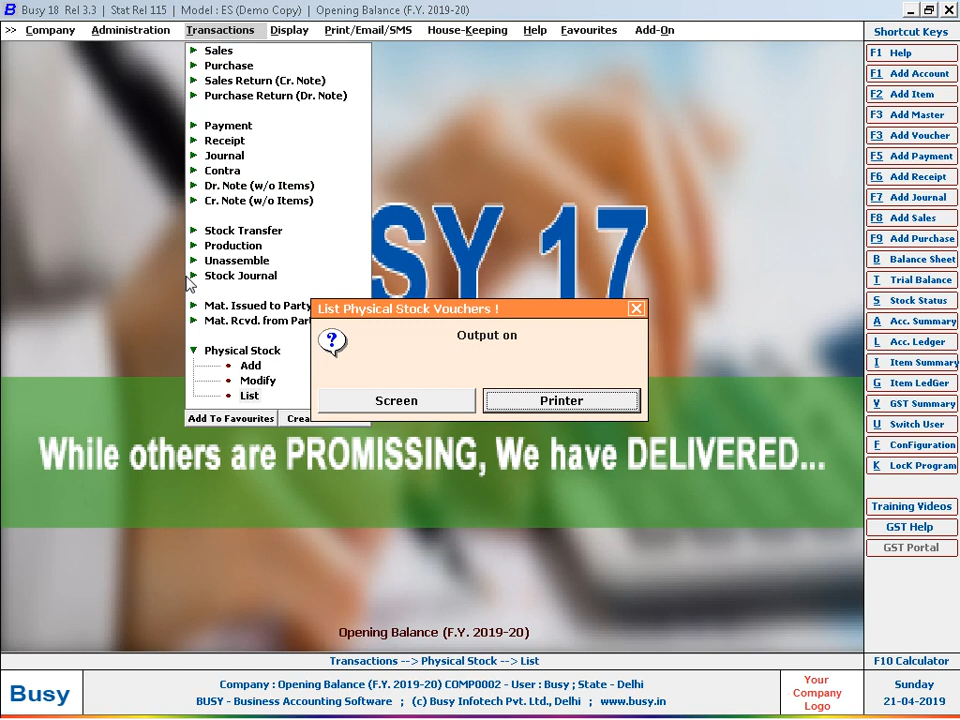 Busy 18 Rel 3.3 | Stat Rel 115 | Model : ES (Demo Copy) | Opening Balance (F.Y. 2019-20)
>> Company Administration Transactions Display Print/Email/SMS House-Keeping Help Favourites Add-On
Shortcut Keys
F1 Help
F1 Add Account
F2 Add Item
F3 Add Master
F3 Add Voucher
F5 Add Payment
F6 Add Receipt
F7 Add Journal
F8 Add Sales
F9 Add Purchase
B Balance Sheet
T Trial Balance
S Stock Status
A Acc. Summary
L Acc. Ledger
I Item Summary
G Item LedGer
Y GST Summary
U Switch User
F ConFiguration
K LocK Program
Training Videos
GST Help
GST Portal
Sales
Purchase
Sales Return (Cr. Note)
Purchase Return (Dr. Note)
Payment
Receipt
Journal
Contra
Dr. Note (w/o Items)
Cr. Note (w/o Items)
Stock Transfer
Production
Unassemble
Stock Journal
Mat. Issued to Party
Mat. Rcvd. from Par
Physical Stock
Add
Modify
List
Add To Favourites Crea
SY 17
List Physical Stock Vouchers !
?
Output on
Screen Printer
While others are PROMISSING, We have DELIVERED...
Opening Balance (F.Y. 2019-20)
Transactions --> Physical Stock --> List
F10 Calculator
Busy
Company : Opening Balance (F.Y. 2019-20) COMP0002 - User : Busy ; State - Delhi
BUSY - Business Accounting Software ; (c) Busy Infotech Pvt. Ltd., Delhi ; www.busy.in
Your
Company
Logo
Sunday
21-04-2019